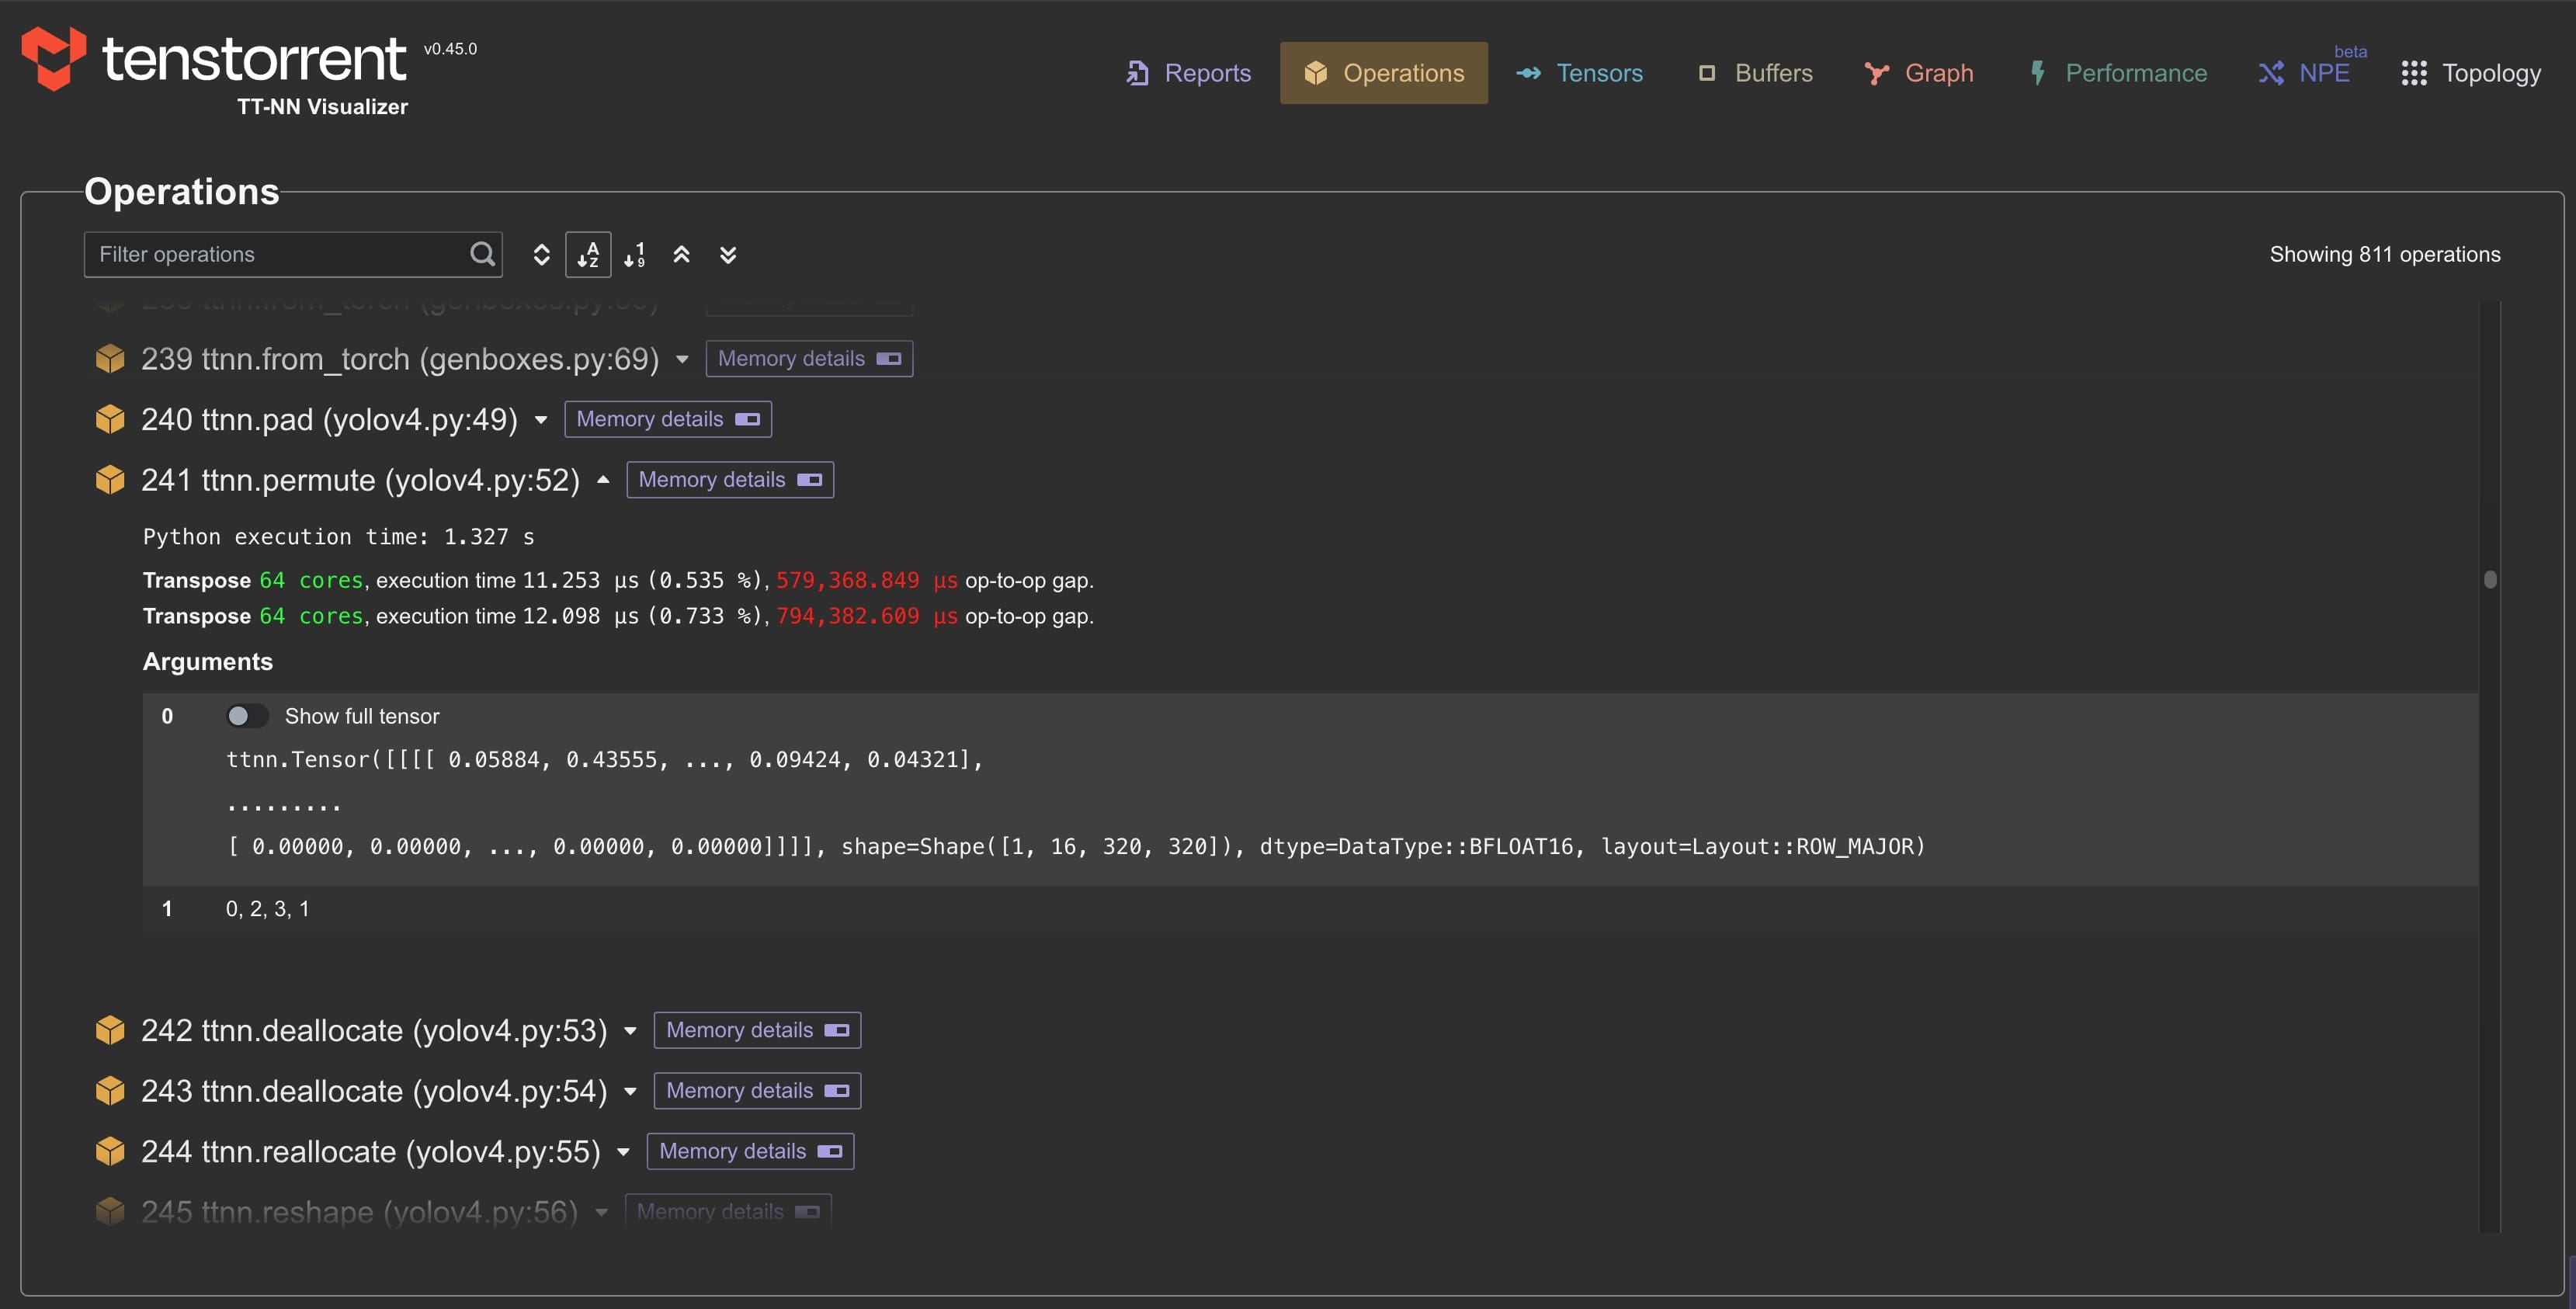 tenstorrent v0.45.0
TT-NN Visualizer
Reports Operations Tensors Buffers Graph Performance NPE beta Topology
Operations
Filter operations
Showing 811 operations
239 ttnn.from_torch (genboxes.py:69) Memory details
240 ttnn.pad (yolov4.py:49) Memory details
241 ttnn.permute (yolov4.py:52) Memory details
Python execution time: 1.327 s
Transpose 64 cores, execution time 11.253 µs (0.535 %), 579,368.849 µs op-to-op gap.
Transpose 64 cores, execution time 12.098 µs (0.733 %), 794,382.609 µs op-to-op gap.
Arguments
0 Show full tensor
ttnn.Tensor([[[[ 0.05884, 0.43555, ..., 0.09424, 0.04321],
.........
[ 0.00000, 0.00000, ..., 0.00000, 0.00000]]]], shape=Shape([1, 16, 320, 320]), dtype=DataType::BFLOAT16, layout=Layout::ROW_MAJOR)
1 0, 2, 3, 1
242 ttnn.deallocate (yolov4.py:53) Memory details
243 ttnn.deallocate (yolov4.py:54) Memory details
244 ttnn.reallocate (yolov4.py:55) Memory details
245 ttnn.reshape (yolov4.py:56) Memory details